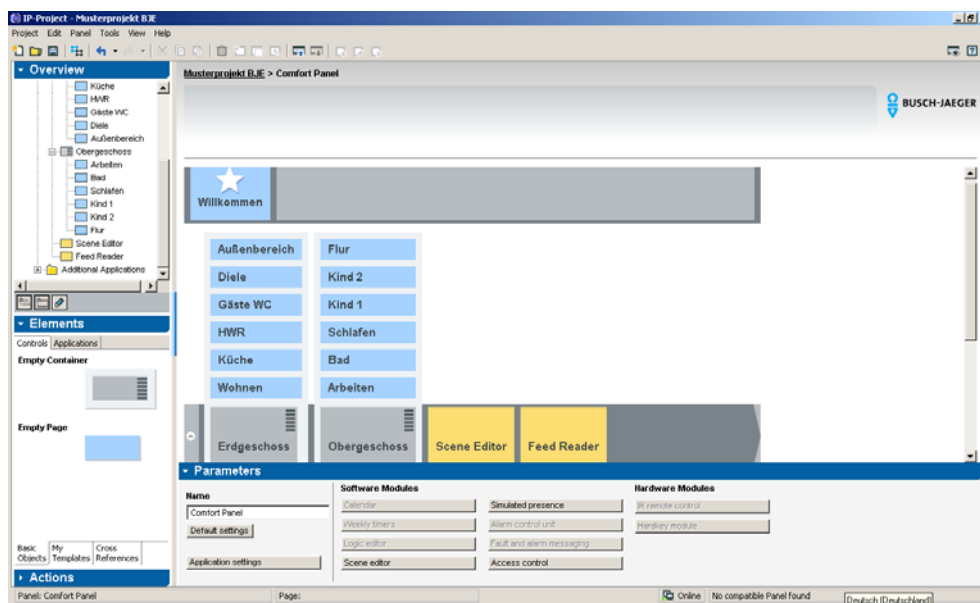 IP-Project - Musterprojekt BJE
Project Edit Panel Tools View Help
Overview
Küche
HWR
Gäste WC
Diele
Außenbereich
Obergeschoss
Arbeiten
Bad
Schlafen
Kind 1
Kind 2
Flur
Scene Editor
Feed Reader
Additional Applications
Elements
Controls Applications
Empty Container
Empty Page
Basic Objects
My Templates
Cross References
Actions
Musterprojekt BJE > Comfort Panel
BUSCH-JAEGER
Willkommen
Außenbereich Flur
Diele Kind 2
Gäste WC Kind 1
HWR Schlafen
Küche Bad
Wohnen Arbeiten
Erdgeschoss Obergeschoss Scene Editor Feed Reader
Parameters
Name
Comfort Panel
Default settings
Application settings
Software Modules
Calendar Simulated presence
Weekly timers Alarm control unit
Logic editor Fault and alarm messaging
Scene editor Access control
Hardware Modules
IR remote control
Hardkey module
Panel: Comfort Panel Page: Online No compatible Panel found Deutsch (Deutschland)